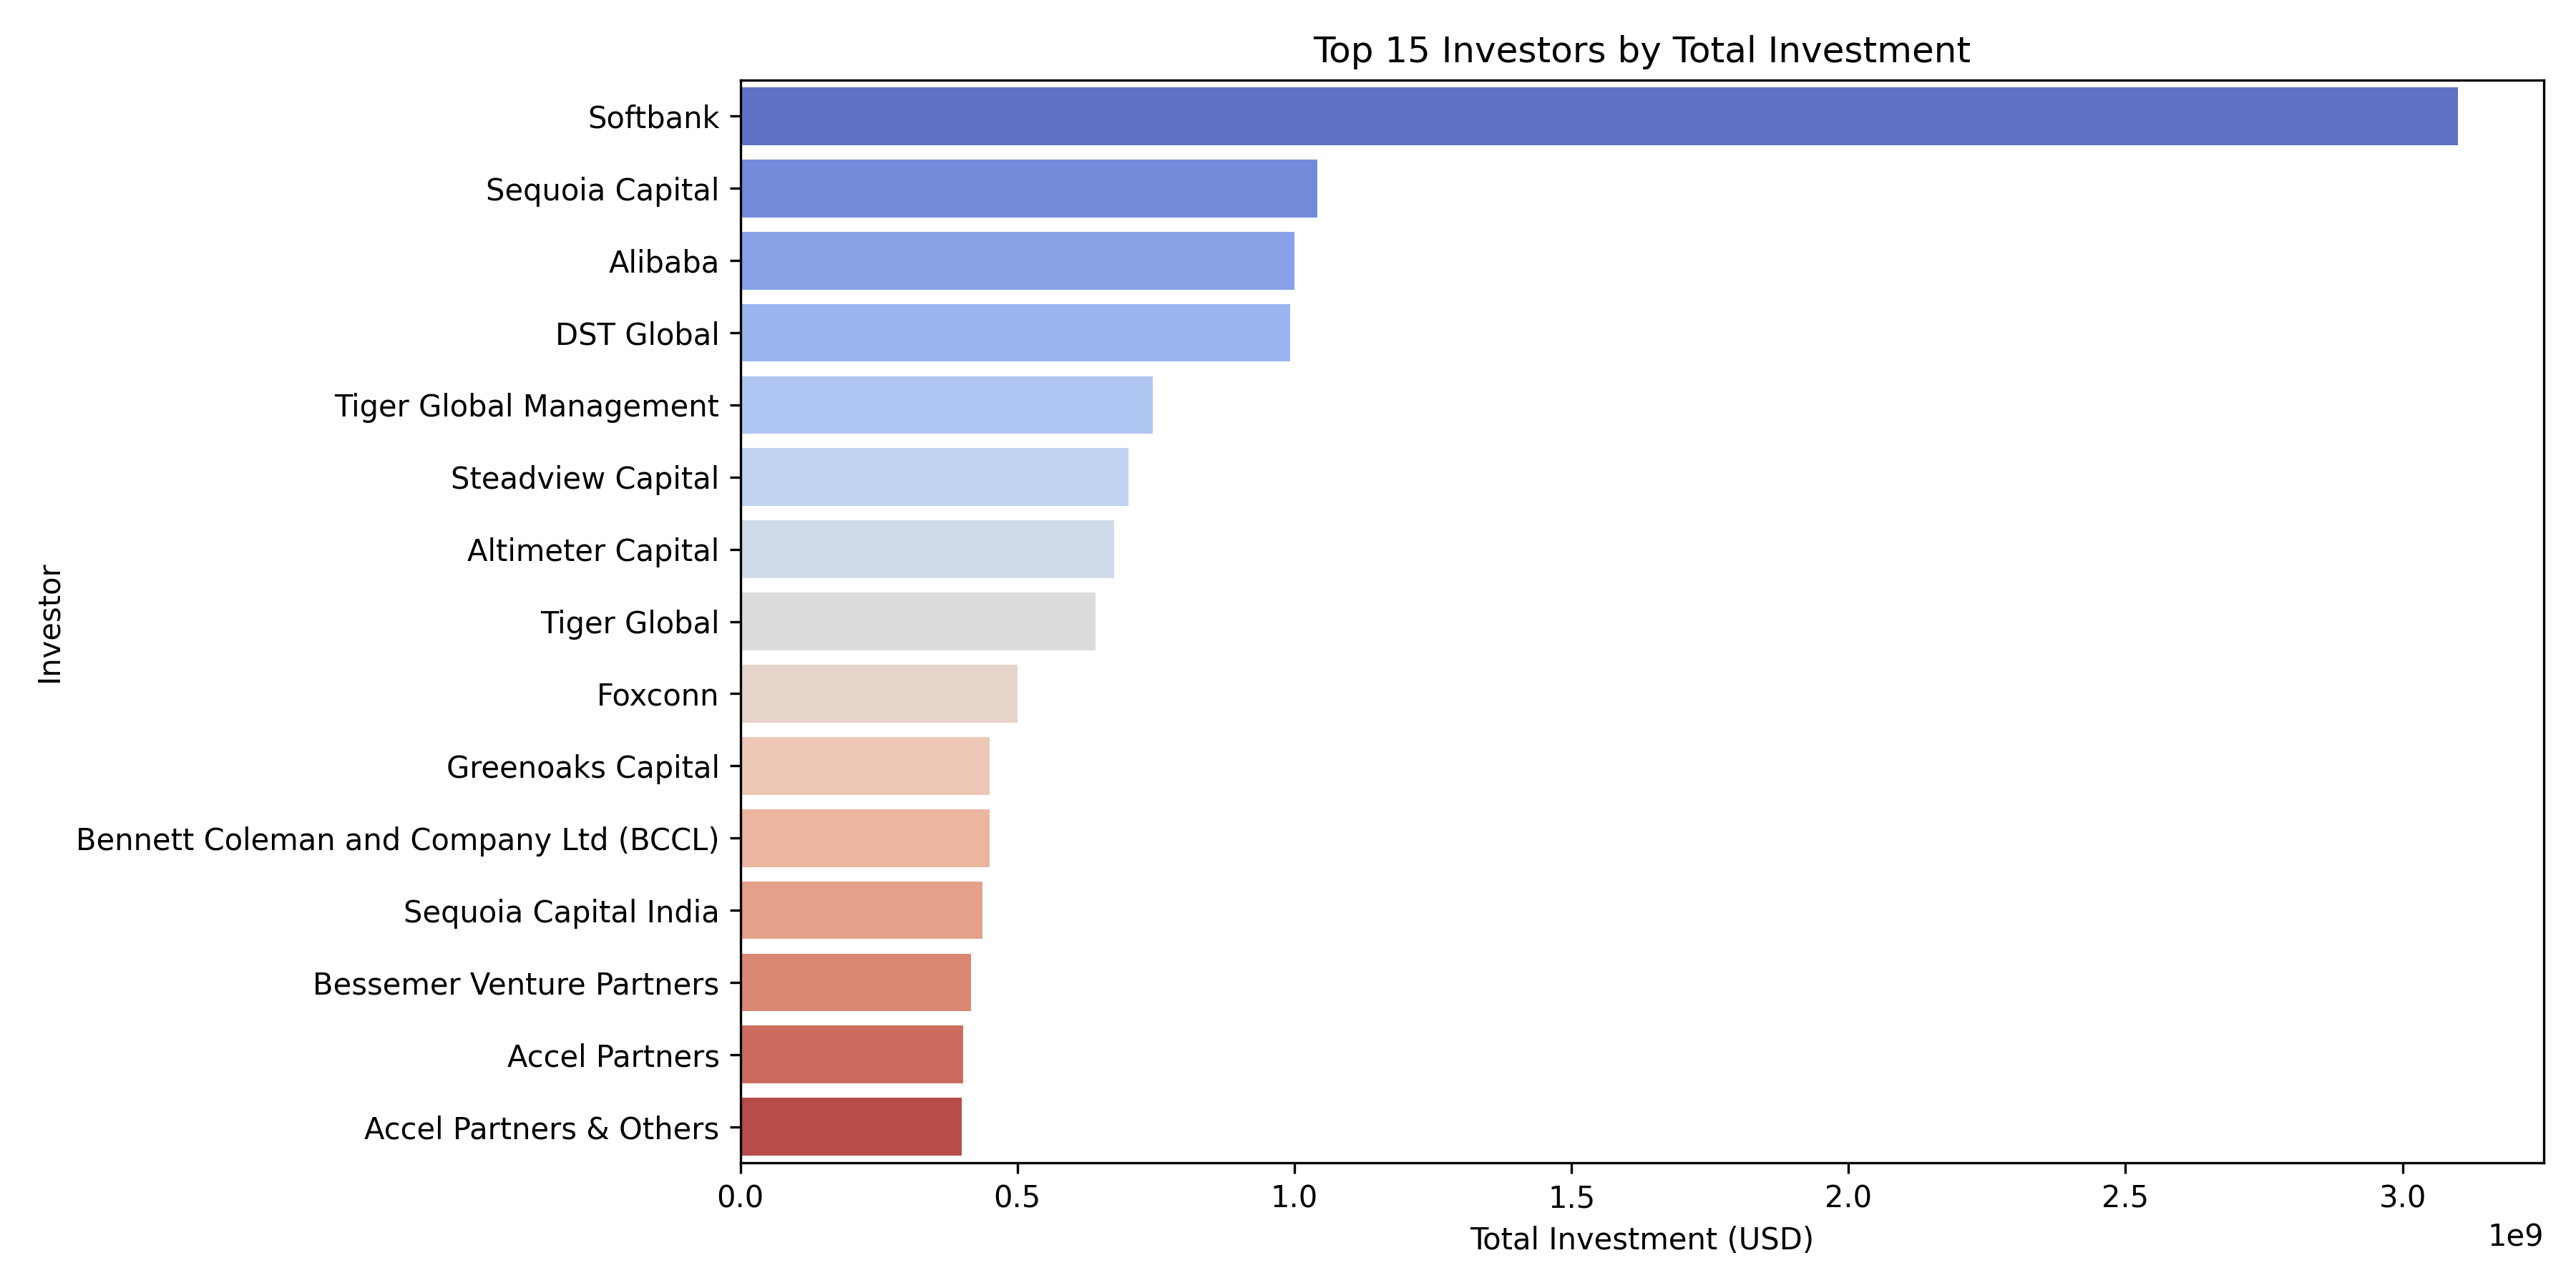 Top 15 Investors by Total Investment
Softbank
Sequoia Capital
Alibaba
DST Global
Tiger Global Management
Steadview Capital
Altimeter Capital
Tiger Global
Foxconn
Greenoaks Capital
Bennett Coleman and Company Ltd (BCCL)
Sequoia Capital India
Bessemer Venture Partners
Accel Partners
Accel Partners & Others
Investor
0.0 0.5 1.0 1.5 2.0 2.5 3.0
1e9
Total Investment (USD)